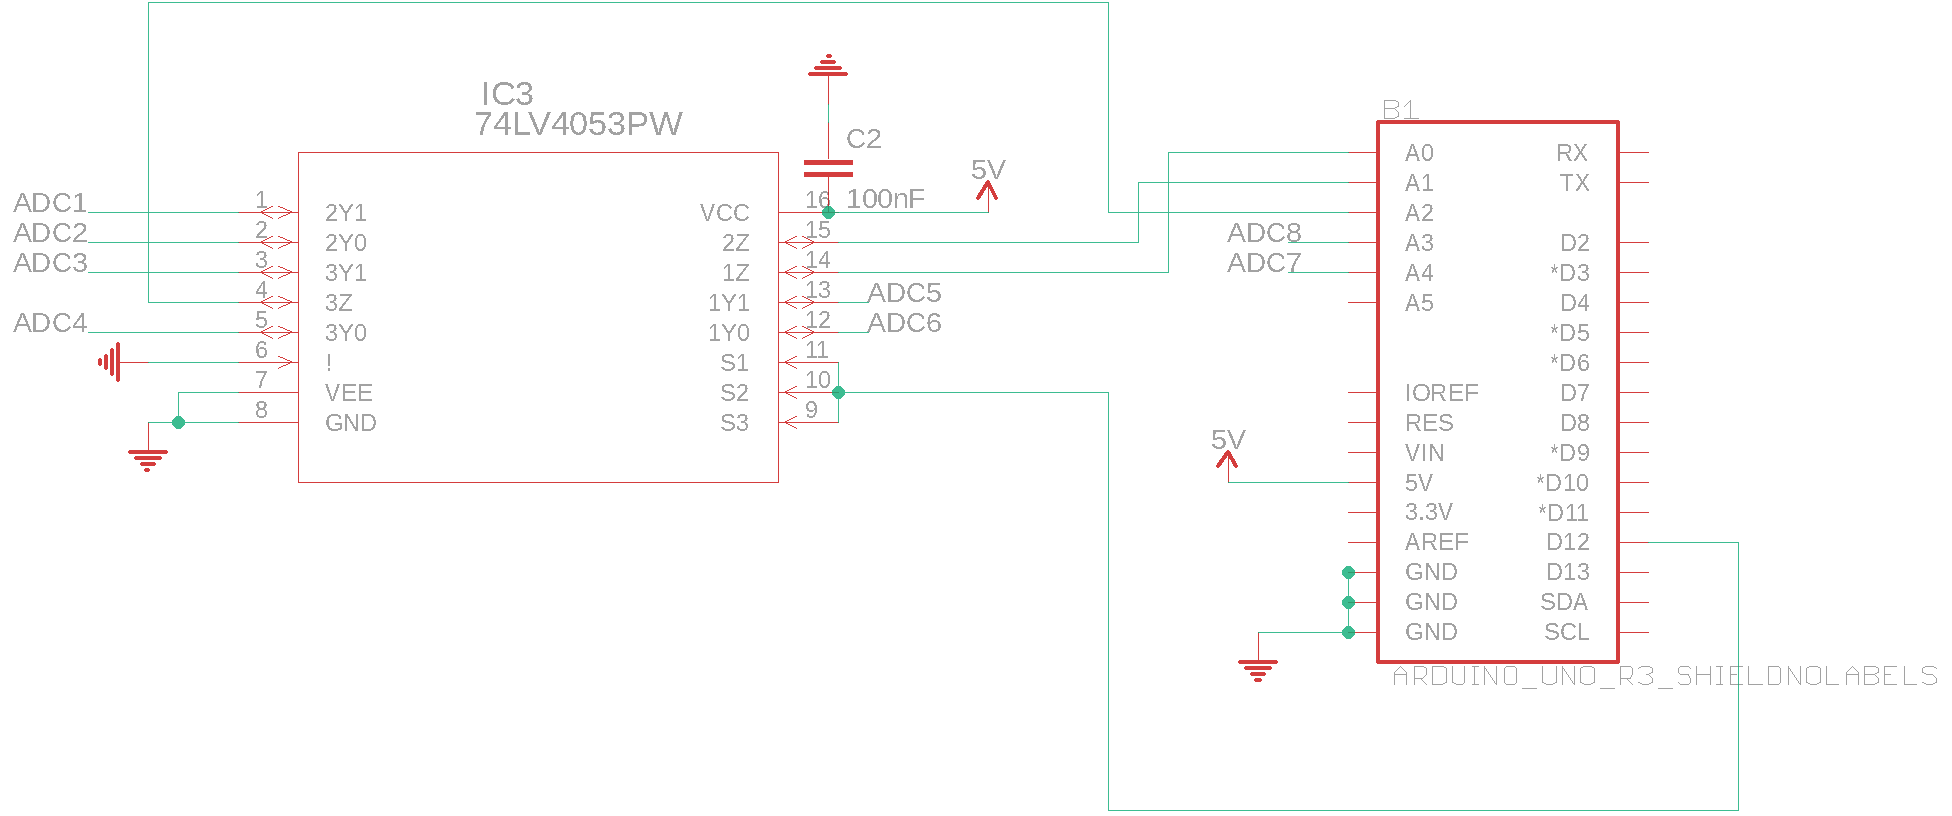 IC3
74LV4053PW
ADC1
ADC2
ADC3
ADC4
1
2
3
4
5
6
7
8
2Y1
2Y0
3Y1
3Z
3Y0
!
VEE
GND
VCC
2Z
1Z
1Y1
1Y0
S1
S2
S3
16
15
14
13
12
11
10
9
C2
100nF
5V
ADC5
ADC6
B1
ADC8
ADC7
5V
A0
A1
A2
A3
A4
A5
IOREF
RES
VIN
5V
3.3V
AREF
GND
GND
GND
RX
TX
D2
*D3
D4
*D5
*D6
D7
D8
*D9
*D10
*D11
D12
D13
SDA
SCL
ARDUINO_UNO_R3_SHIELDNOLABELS